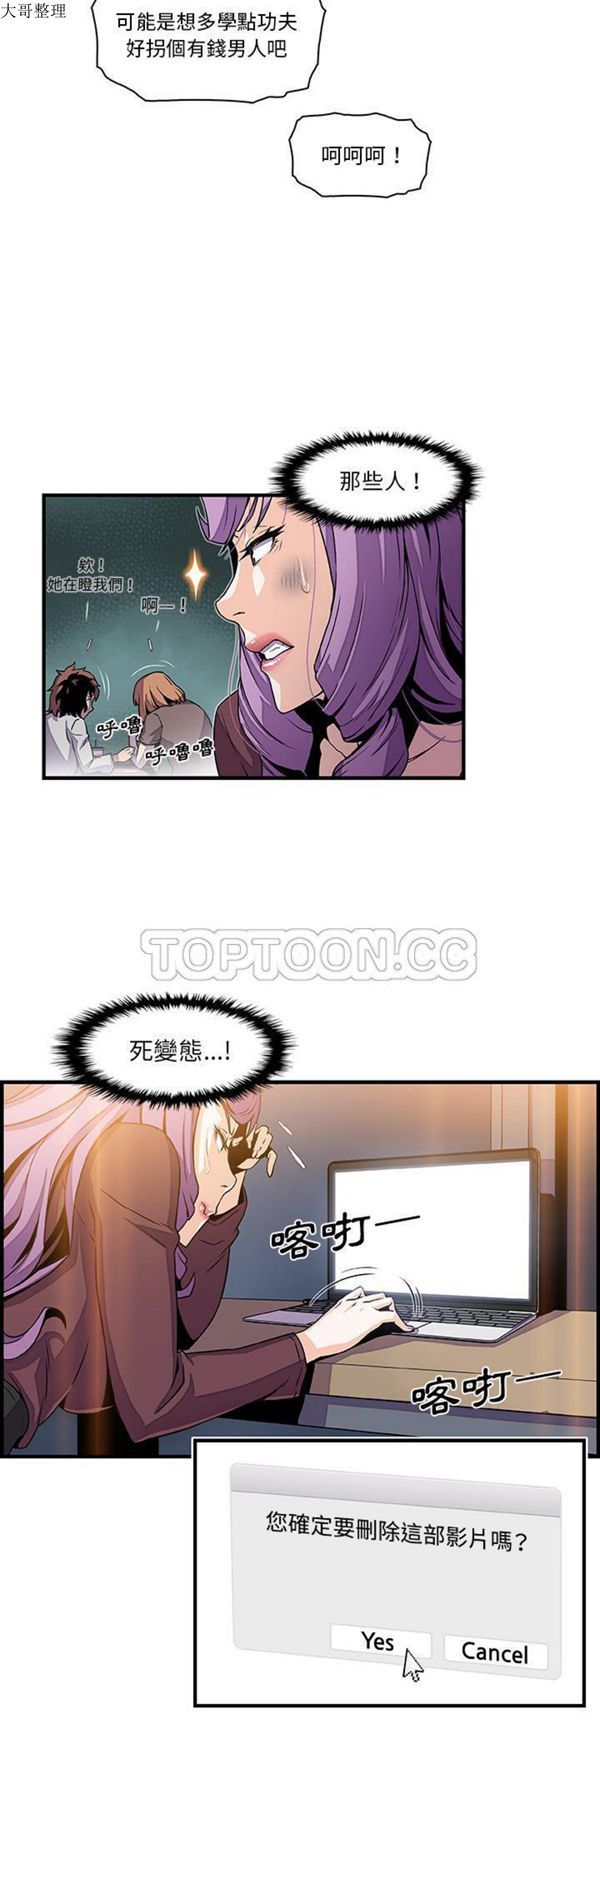 大哥整理
可能是想多學點功夫
好拐個有錢男人吧
呵呵呵！
那些人！
欸！
她在瞪我們！
啊—！
呼嚕
呼嚕嚕
TOPTOON.CC
死變態...!
喀吋—
喀吋—
您確定要刪除這部影片嗎？
Yes
Cancel